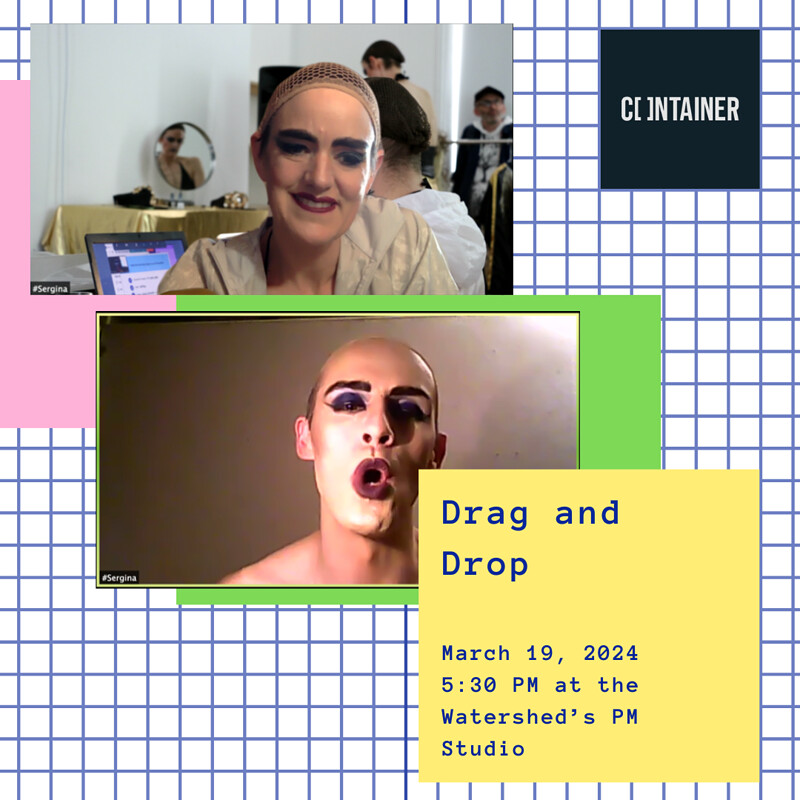 C[ ]NTAINER
#Sergina
#Sergina
Drag and
Drop
March 19, 2024
5:30 PM at the
Watershed’s PM
Studio